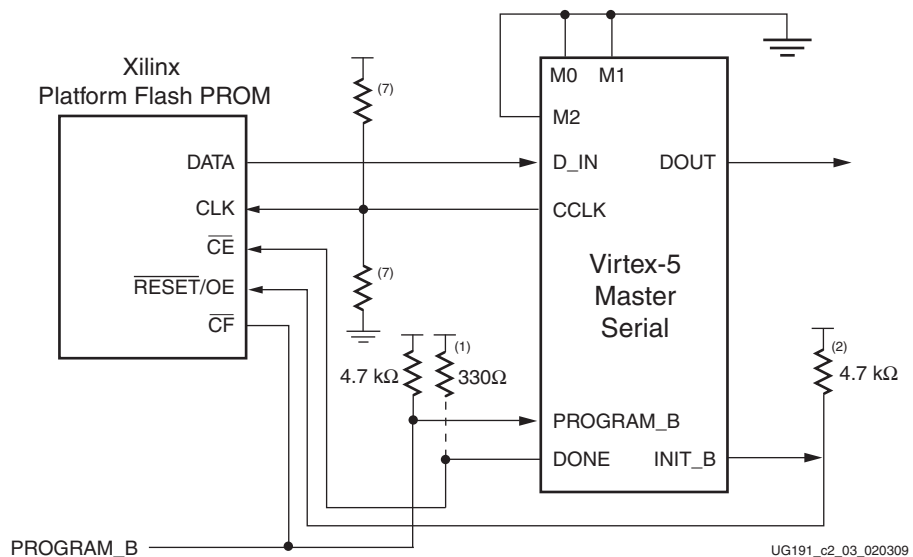 Xilinx
Platform Flash PROM
DATA
CLK
CE
RESET/OE
CF
(7)
(7)
M0 M1
M2
D_IN
DOUT
CCLK
Virtex-5
Master
Serial
(1)
4.7 kΩ
330Ω
(2)
4.7 kΩ
PROGRAM_B
DONE
INIT_B
PROGRAM_B
UG191_c2_03_020309